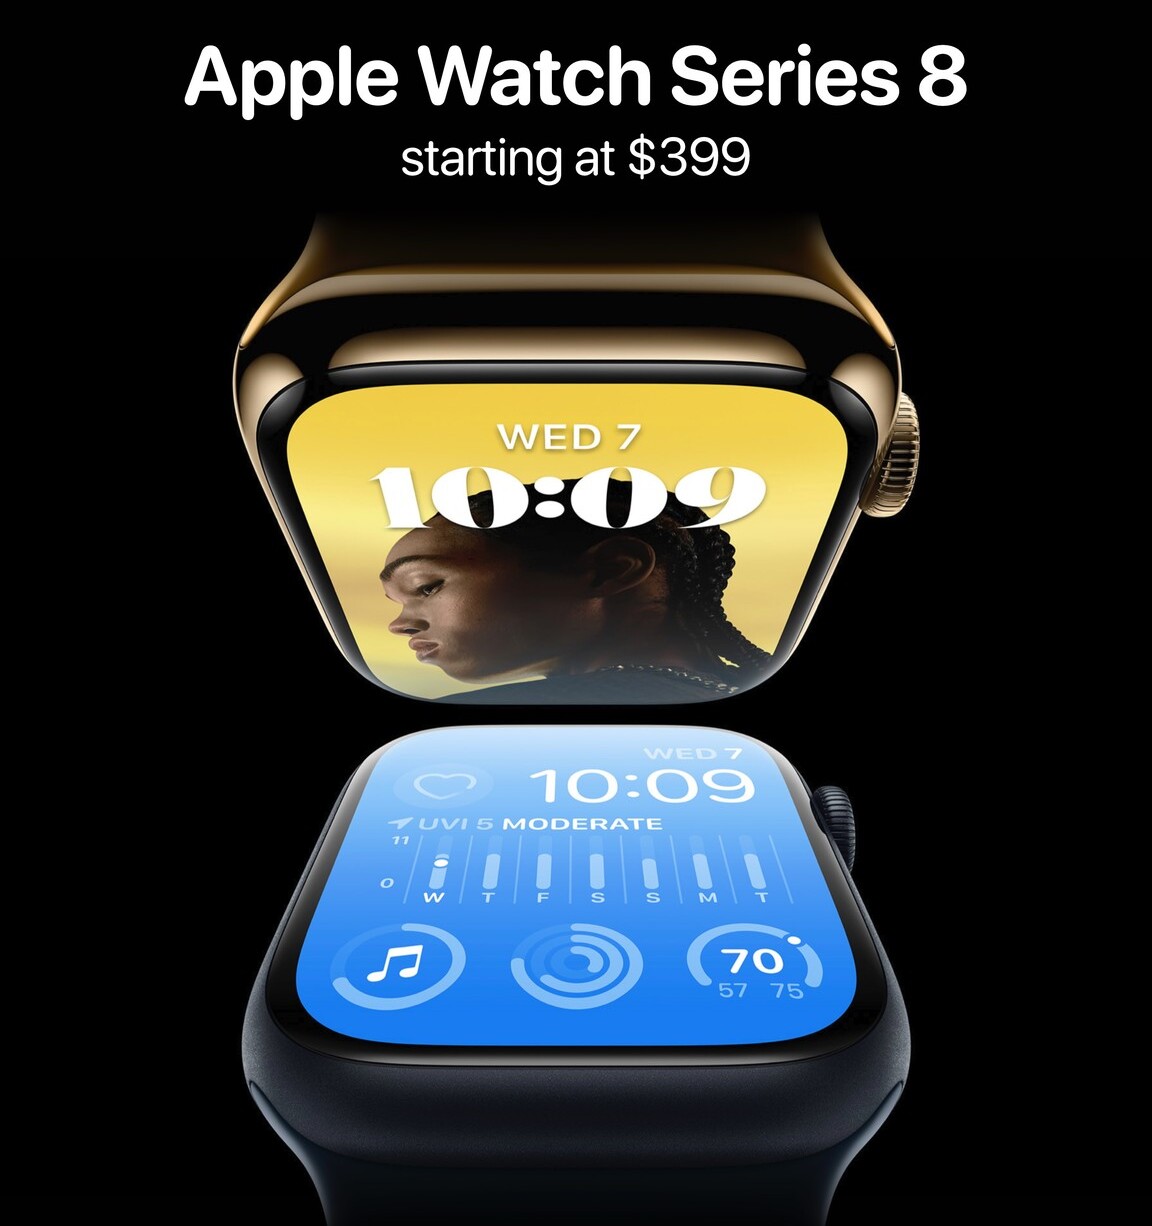 Apple Watch Series 8
starting at $399
WED 7
10:09
WED 7
10:09
UVI 5 MODERATE
11
0
W T F S S M T
70
57 75